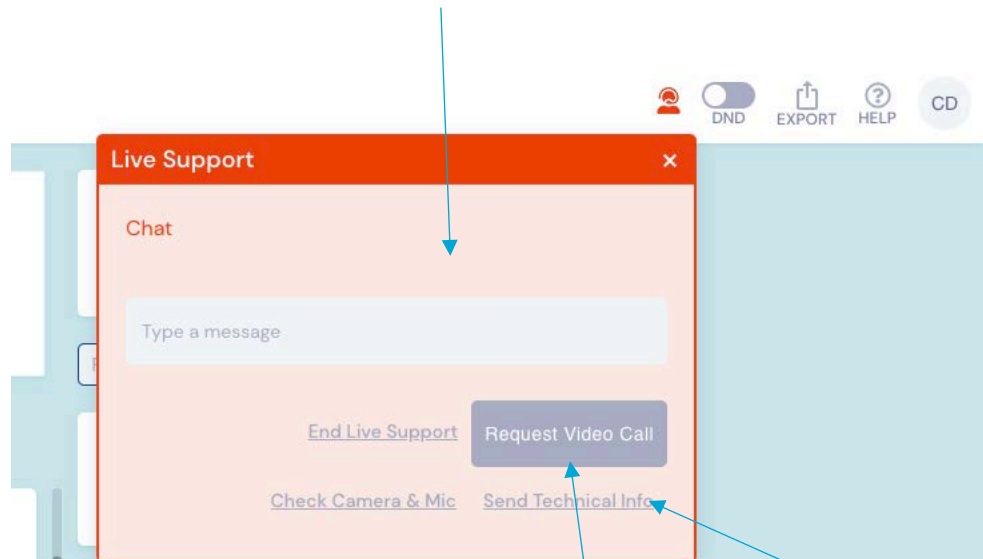 DND
EXPORT
HELP
CD
Live Support
×
Chat
Type a message
End Live Support
Request Video Call
Check Camera & Mic
Send Technical Info